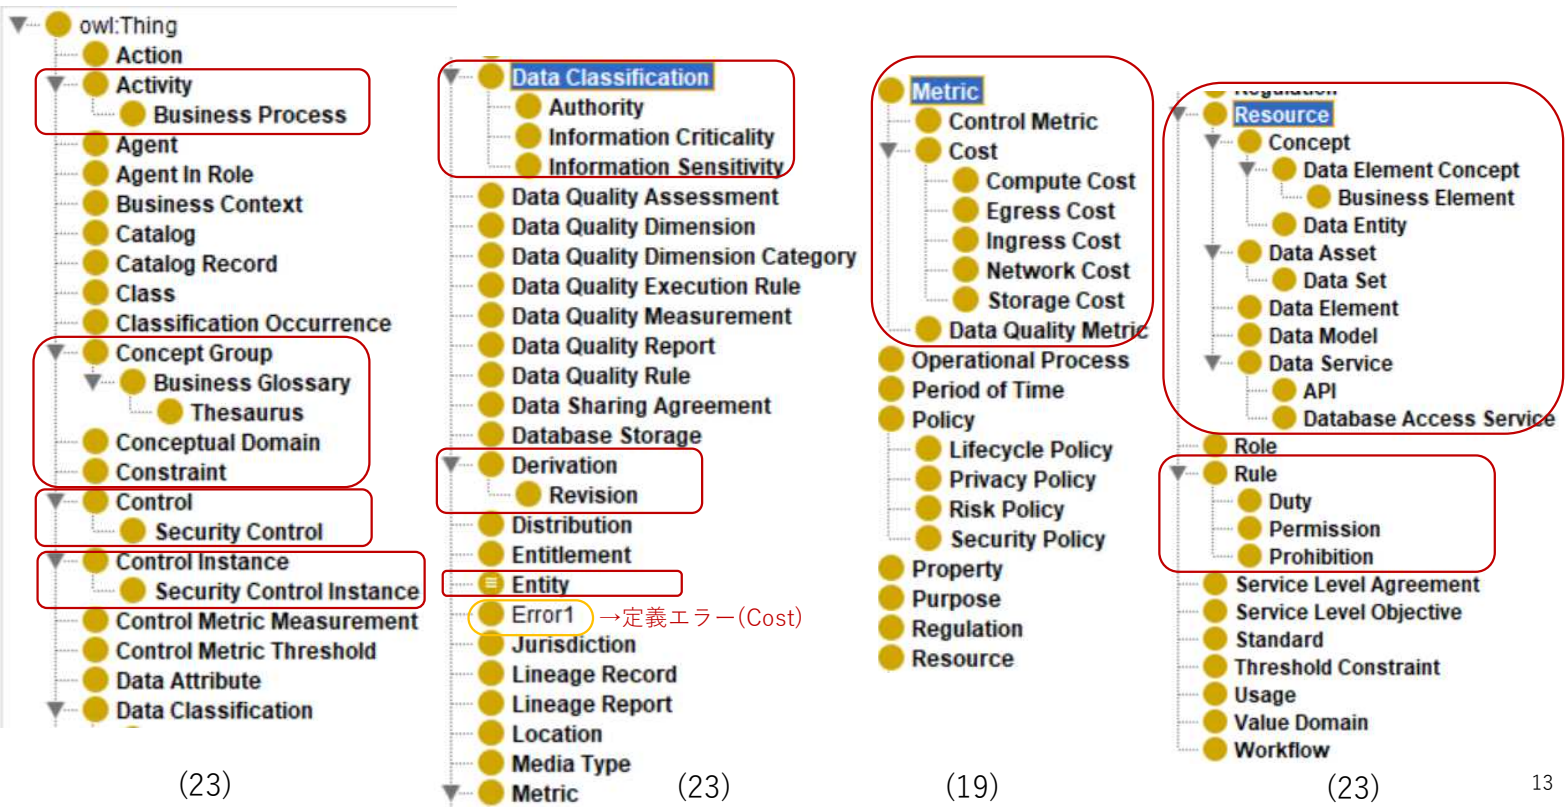 owl:Thing
Action
Activity
Business Process
Agent
Agent In Role
Business Context
Catalog
Catalog Record
Class
Classification Occurrence
Concept Group
Business Glossary
Thesaurus
Conceptual Domain
Constraint
Control
Security Control
Control Instance
Security Control Instance
Control Metric Measurement
Control Metric Threshold
Data Attribute
Data Classification
(23)
Data Classification
Authority
Information Criticality
Information Sensitivity
Data Quality Assessment
Data Quality Dimension
Data Quality Dimension Category
Data Quality Execution Rule
Data Quality Measurement
Data Quality Report
Data Quality Rule
Data Sharing Agreement
Database Storage
Derivation
Revision
Distribution
Entitlement
Entity
Error1 →定義エラー(Cost)
Jurisdiction
Lineage Record
Lineage Report
Location
Media Type
Metric
(23)
Metric
Control Metric
Cost
Compute Cost
Egress Cost
Ingress Cost
Network Cost
Storage Cost
Data Quality Metric
Operational Process
Period of Time
Policy
Lifecycle Policy
Privacy Policy
Risk Policy
Security Policy
Property
Purpose
Regulation
Resource
(19)
Regulation
Resource
Concept
Data Element Concept
Business Element
Data Entity
Data Asset
Data Set
Data Element
Data Model
Data Service
API
Database Access Service
Role
Rule
Duty
Permission
Prohibition
Service Level Agreement
Service Level Objective
Standard
Threshold Constraint
Usage
Value Domain
Workflow
(23)
13